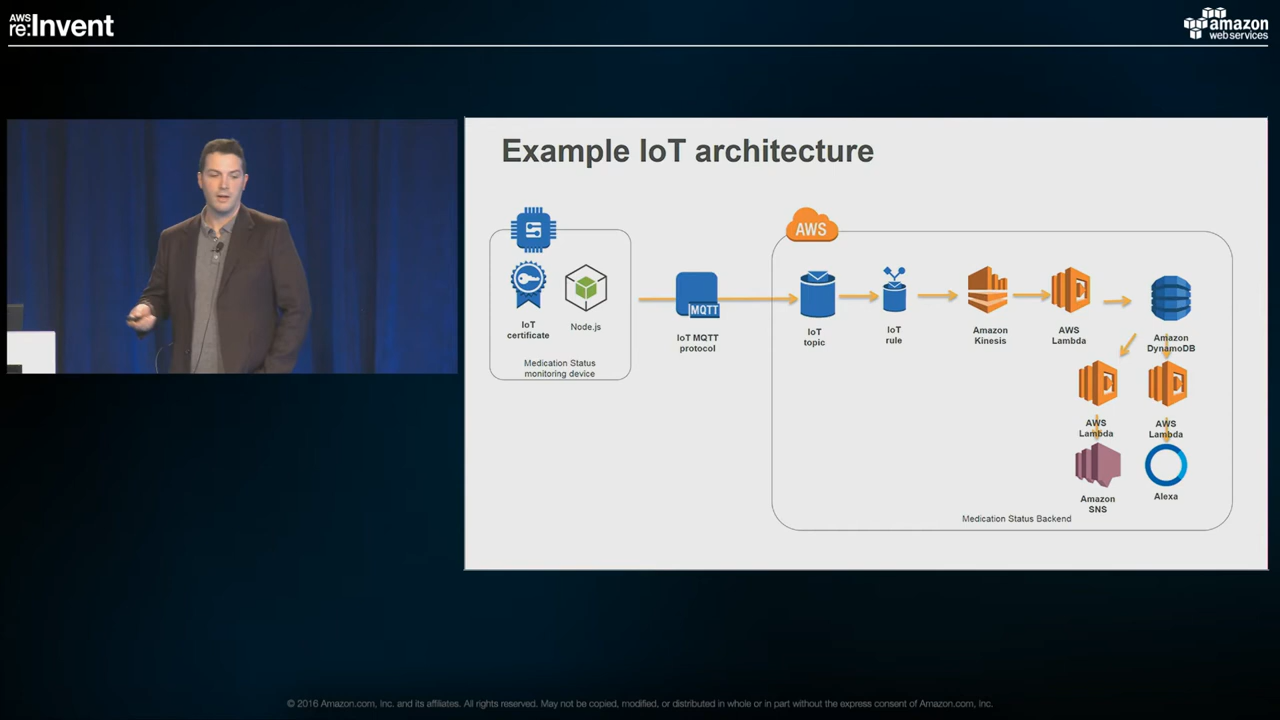 AWS
re:Invent
amazon
web services
Example IoT architecture
AWS
MQTT
IoT
certificate
Node.js
Medication Status
monitoring device
IoT MQTT
protocol
IoT
topic
IoT
rule
Amazon
Kinesis
AWS
Lambda
Amazon
DynamoDB
AWS
Lambda
AWS
Lambda
Amazon
SNS
Alexa
Medication Status Backend
© 2016 Amazon.com, Inc. and its affiliates. All rights reserved. May not be copied, modified, or distributed in whole or in part without the express consent of Amazon.com, Inc.